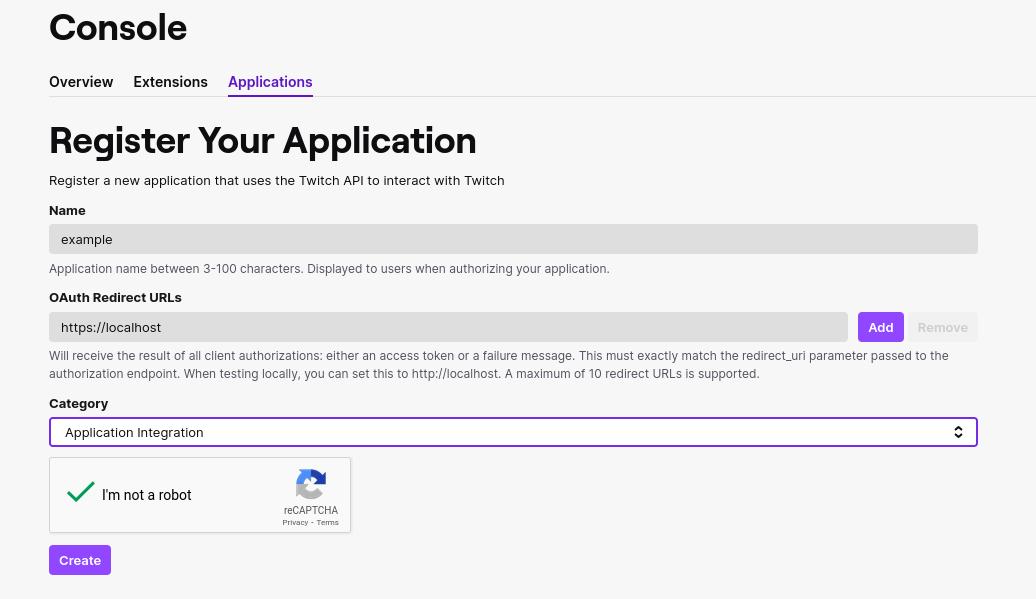 Console
Overview Extensions Applications
Register Your Application
Register a new application that uses the Twitch API to interact with Twitch
Name
example
Application name between 3-100 characters. Displayed to users when authorizing your application.
OAuth Redirect URLs
https://localhost Add Remove
Will receive the result of all client authorizations: either an access token or a failure message. This must exactly match the redirect_uri parameter passed to the
authorization endpoint. When testing locally, you can set this to http://localhost. A maximum of 10 redirect URLs is supported.
Category
Application Integration
I'm not a robot
reCAPTCHA
Privacy - Terms
Create